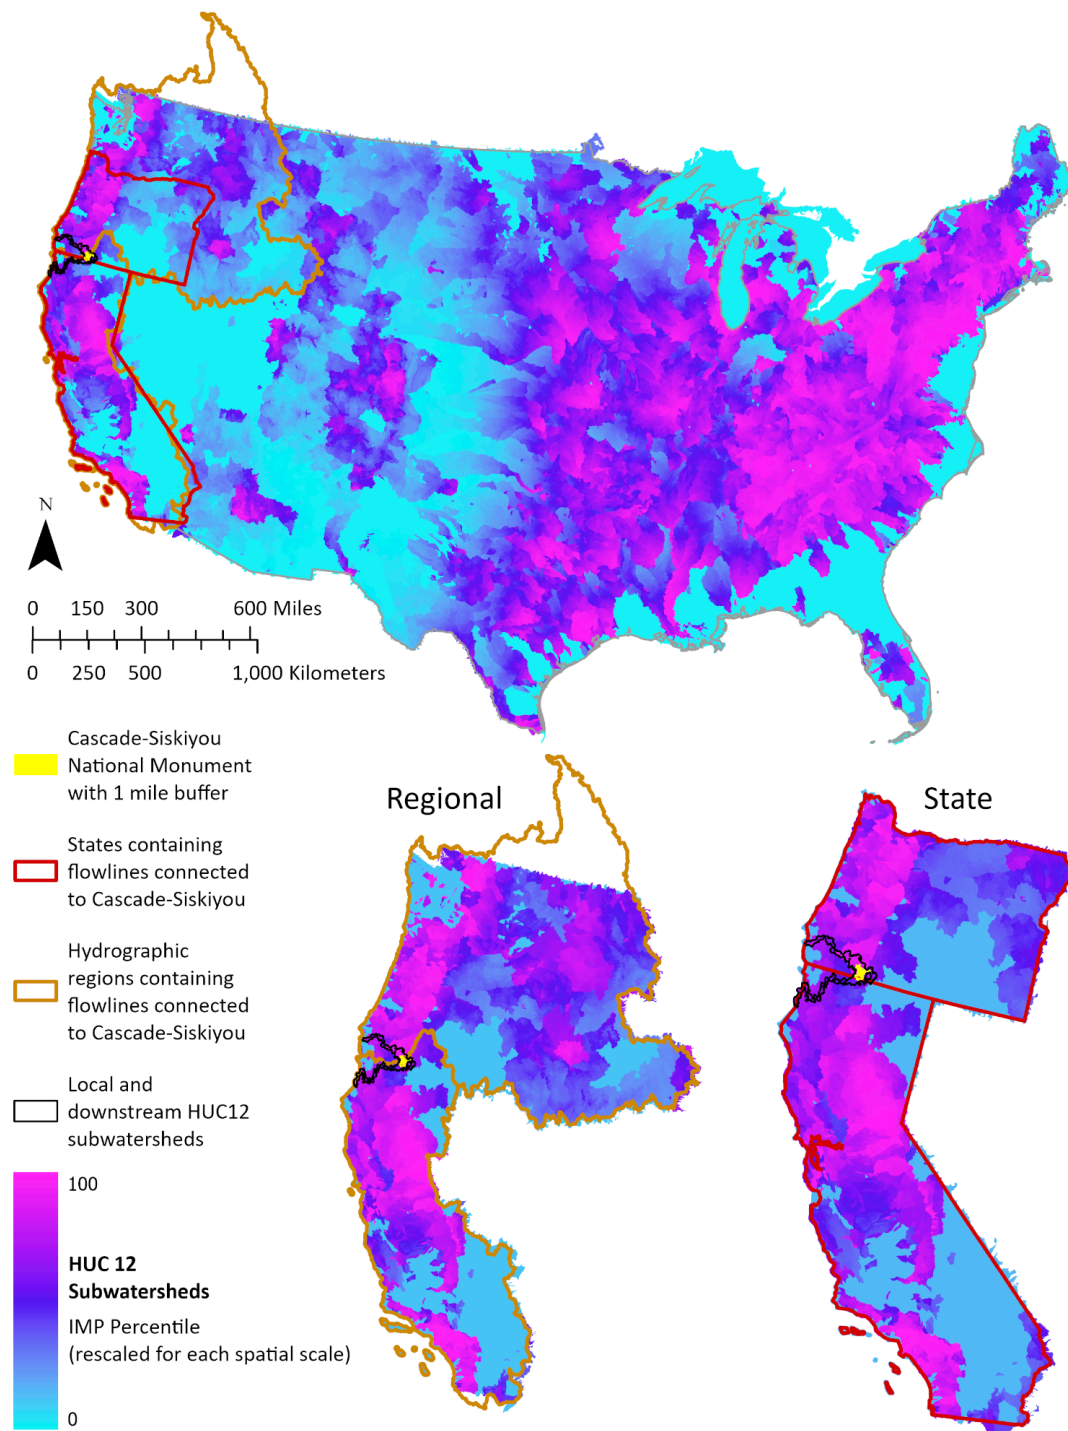 N
0 150 300 600 Miles
0 250 500 1,000 Kilometers
Cascade-Siskiyou
National Monument
with 1 mile buffer
States containing
flowlines connected
to Cascade-Siskiyou
Hydrographic
regions containing
flowlines connected
to Cascade-Siskiyou
Local and
downstream HUC12
subwatersheds
100
HUC 12
Subwatersheds
IMP Percentile
(rescaled for each spatial scale)
0
Regional
State